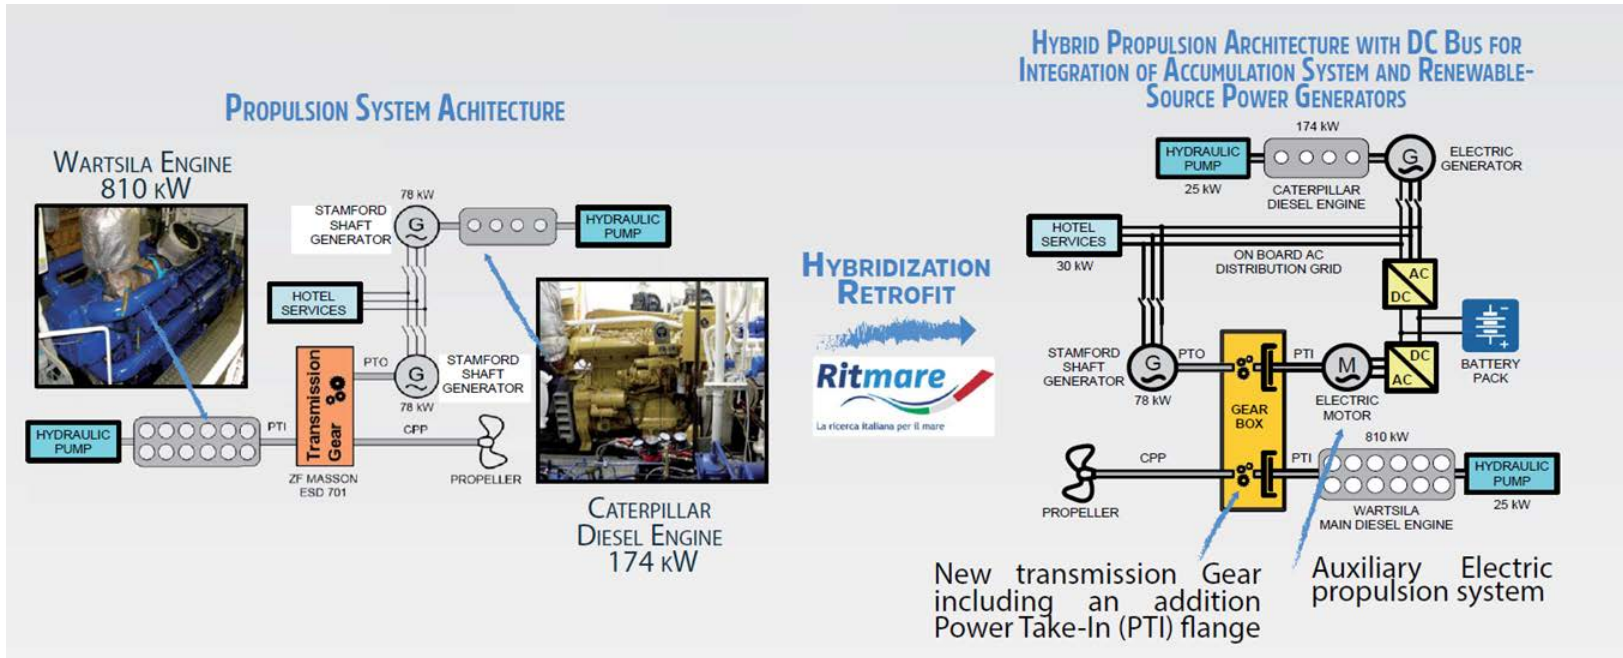 PROPULSION SYSTEM ACHITECTURE
WARTSILA ENGINE
810 KW
78 kW
STAMFORD
SHAFT
GENERATOR
G
HYDRAULIC
PUMP
HOTEL
SERVICES
Transmission
Gear
PTO
G
STAMFORD
SHAFT
GENERATOR
78 kW
HYDRAULIC
PUMP
PTI
CPP
ZF MASSON
ESD 701
PROPELLER
CATERPILLAR
DIESEL ENGINE
174 KW
HYBRIDIZATION
RETROFIT
Ritmare
La ricerca italiana per il mare
HYBRID PROPULSION ARCHITECTURE WITH DC BUS FOR
INTEGRATION OF ACCUMULATION SYSTEM AND RENEWABLE-
SOURCE POWER GENERATORS
174 kW
HYDRAULIC
PUMP
25 kW
G
ELECTRIC
GENERATOR
CATERPILLAR
DIESEL ENGINE
HOTEL
SERVICES
30 kW
ON BOARD AC
DISTRIBUTION GRID
AC
DC
BATTERY
PACK
DC
AC
STAMFORD
SHAFT
GENERATOR
G
78 kW
PTO
PTI
M
ELECTRIC
MOTOR
GEAR
BOX
810 kW
CPP
PTI
HYDRAULIC
PUMP
25 kW
PROPELLER
WARTSILA
MAIN DIESEL ENGINE
New transmission Gear
including an addition
Power Take-In (PTI) flange
Auxiliary Electric
propulsion system